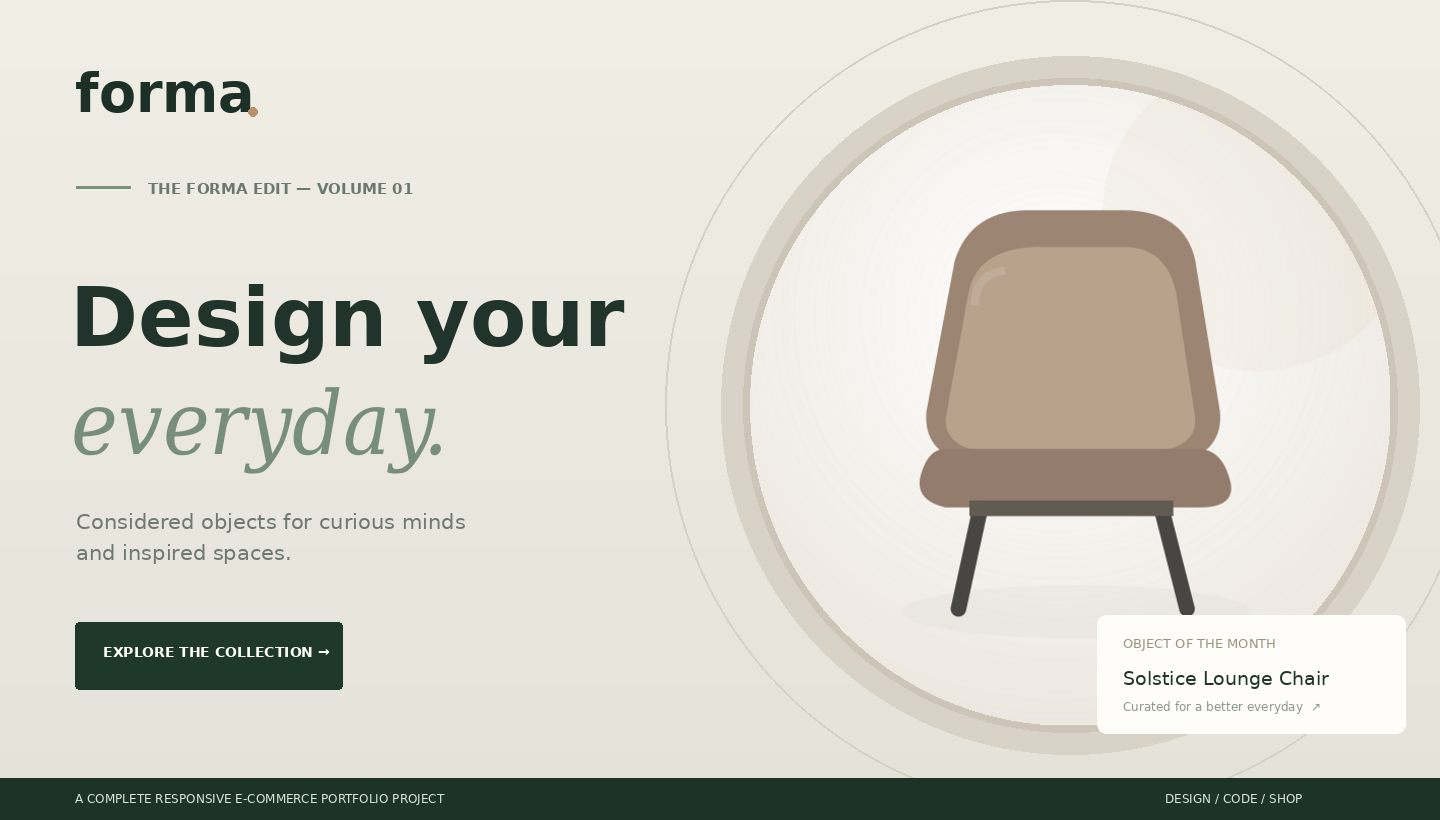 forma.
THE FORMA EDIT — VOLUME 01
Design your
everyday.
Considered objects for curious minds
and inspired spaces.
EXPLORE THE COLLECTION →
OBJECT OF THE MONTH
Solstice Lounge Chair
Curated for a better everyday ↗
A COMPLETE RESPONSIVE E-COMMERCE PORTFOLIO PROJECT
DESIGN / CODE / SHOP